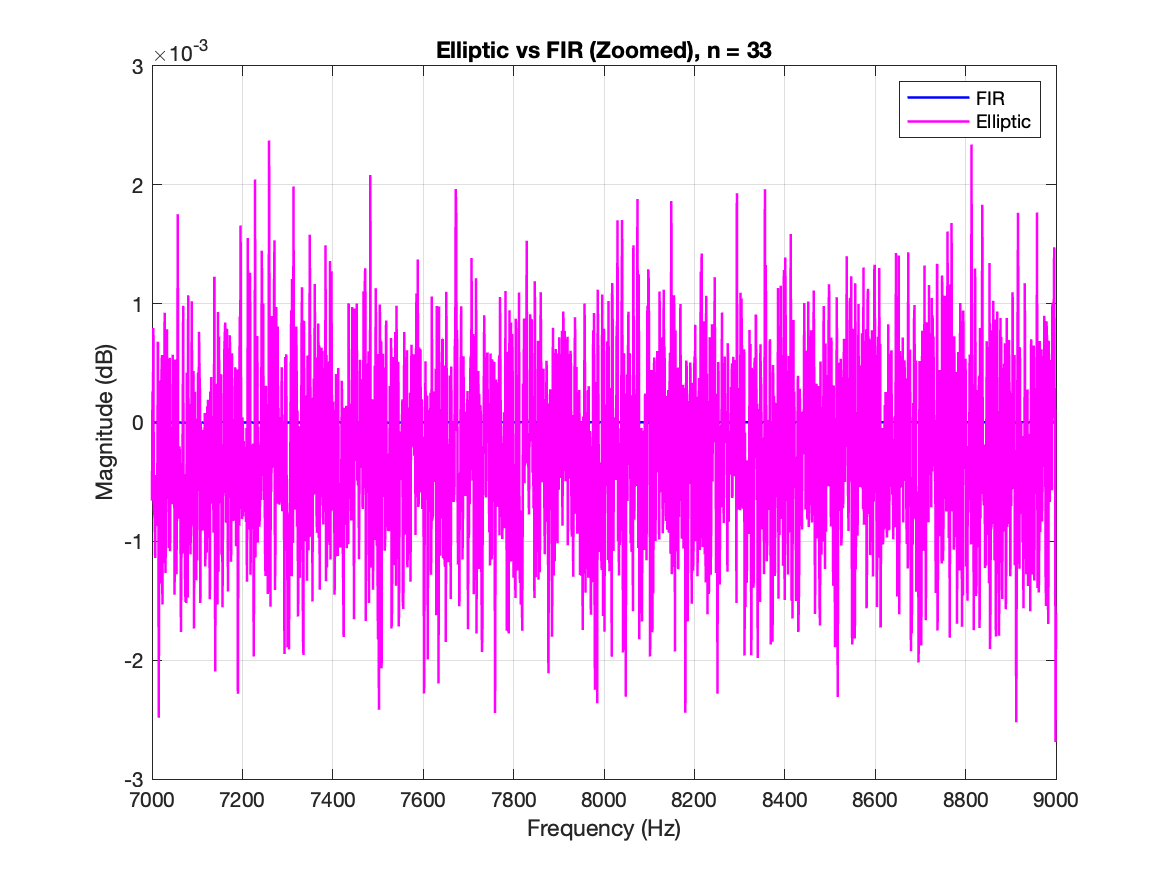 ×10⁻³
Elliptic vs FIR (Zoomed), n = 33
FIR
Elliptic
3
2
1
0
-1
-2
-3
Magnitude (dB)
7000 7200 7400 7600 7800 8000 8200 8400 8600 8800 9000
Frequency (Hz)